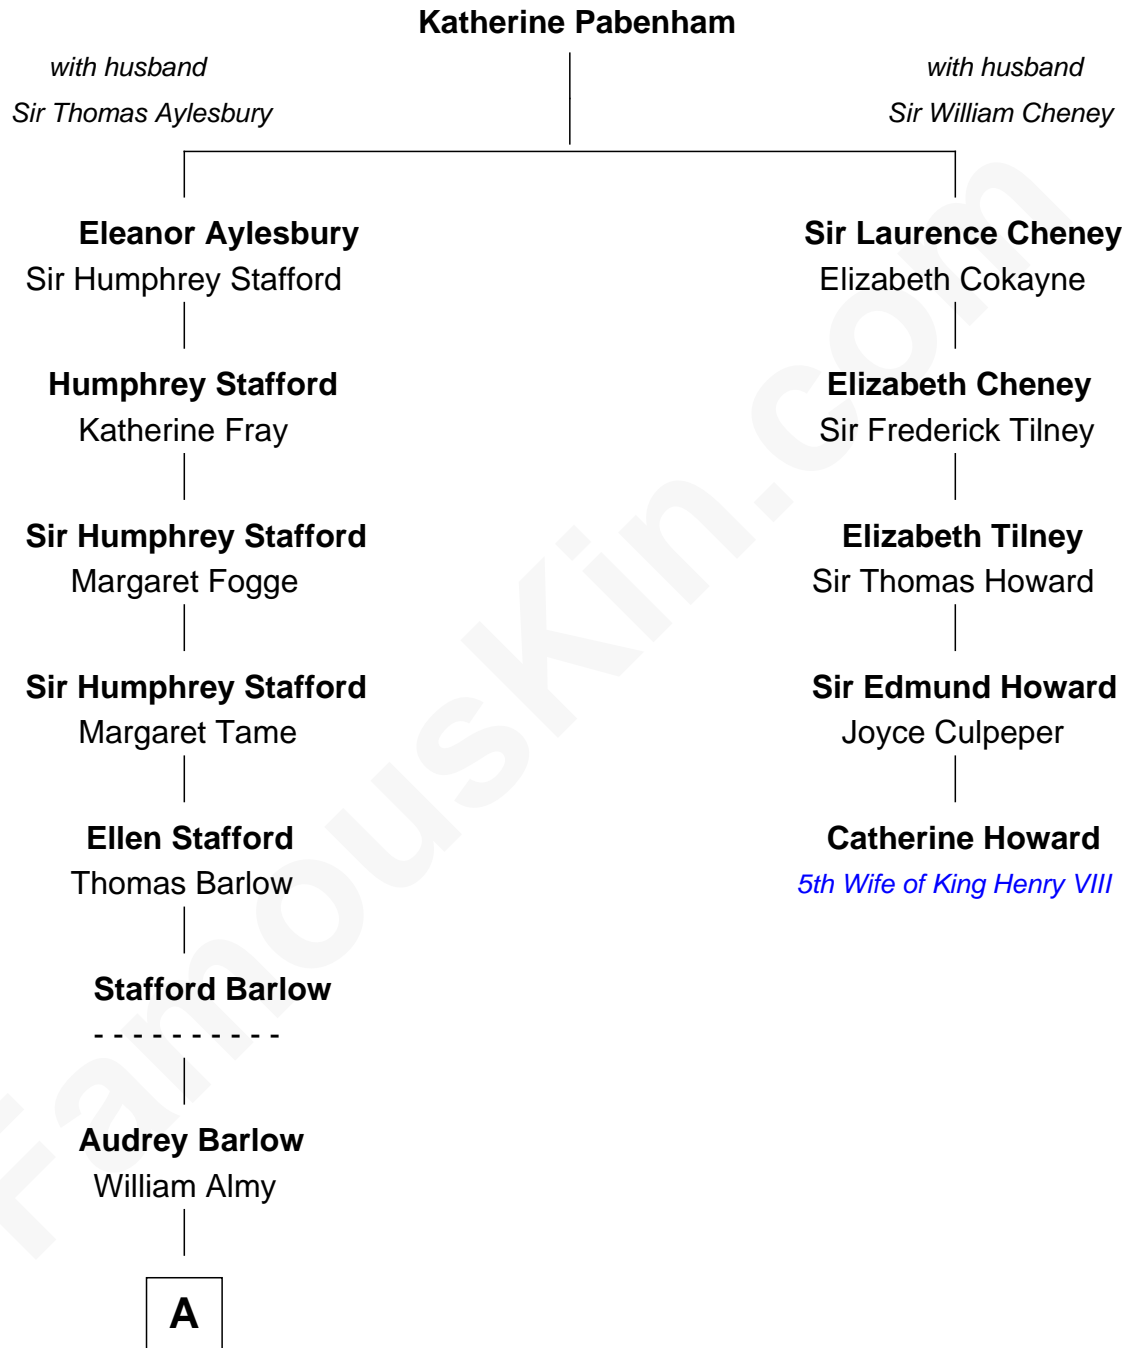 Katherine Pabenham
with husband
Sir Thomas Aylesbury
with husband
Sir William Cheney
Eleanor Aylesbury
Sir Humphrey Stafford
Sir Laurence Cheney
Elizabeth Cokayne
Humphrey Stafford
Katherine Fray
Elizabeth Cheney
Sir Frederick Tilney
Sir Humphrey Stafford
Margaret Fogge
Elizabeth Tilney
Sir Thomas Howard
Sir Humphrey Stafford
Margaret Tame
Sir Edmund Howard
Joyce Culpeper
Ellen Stafford
Thomas Barlow
Catherine Howard
5th Wife of King Henry VIII
Stafford Barlow
- - - - - - - - - -
Audrey Barlow
William Almy
A
FamousKin.com